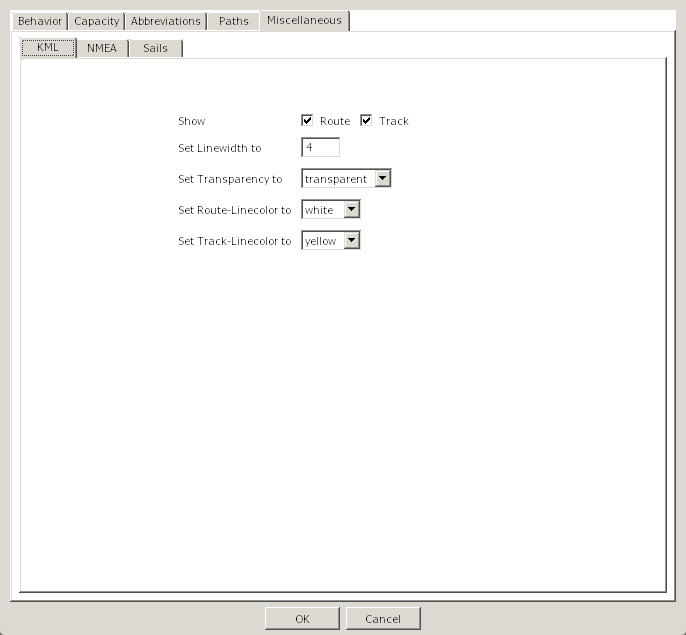 Behavior Capacity Abbreviations Paths Miscellaneous
KML NMEA Sails
Show Route Track
Set Linewidth to 4
Set Transparency to transparent
Set Route-Linecolor to white
Set Track-Linecolor to yellow
OK Cancel